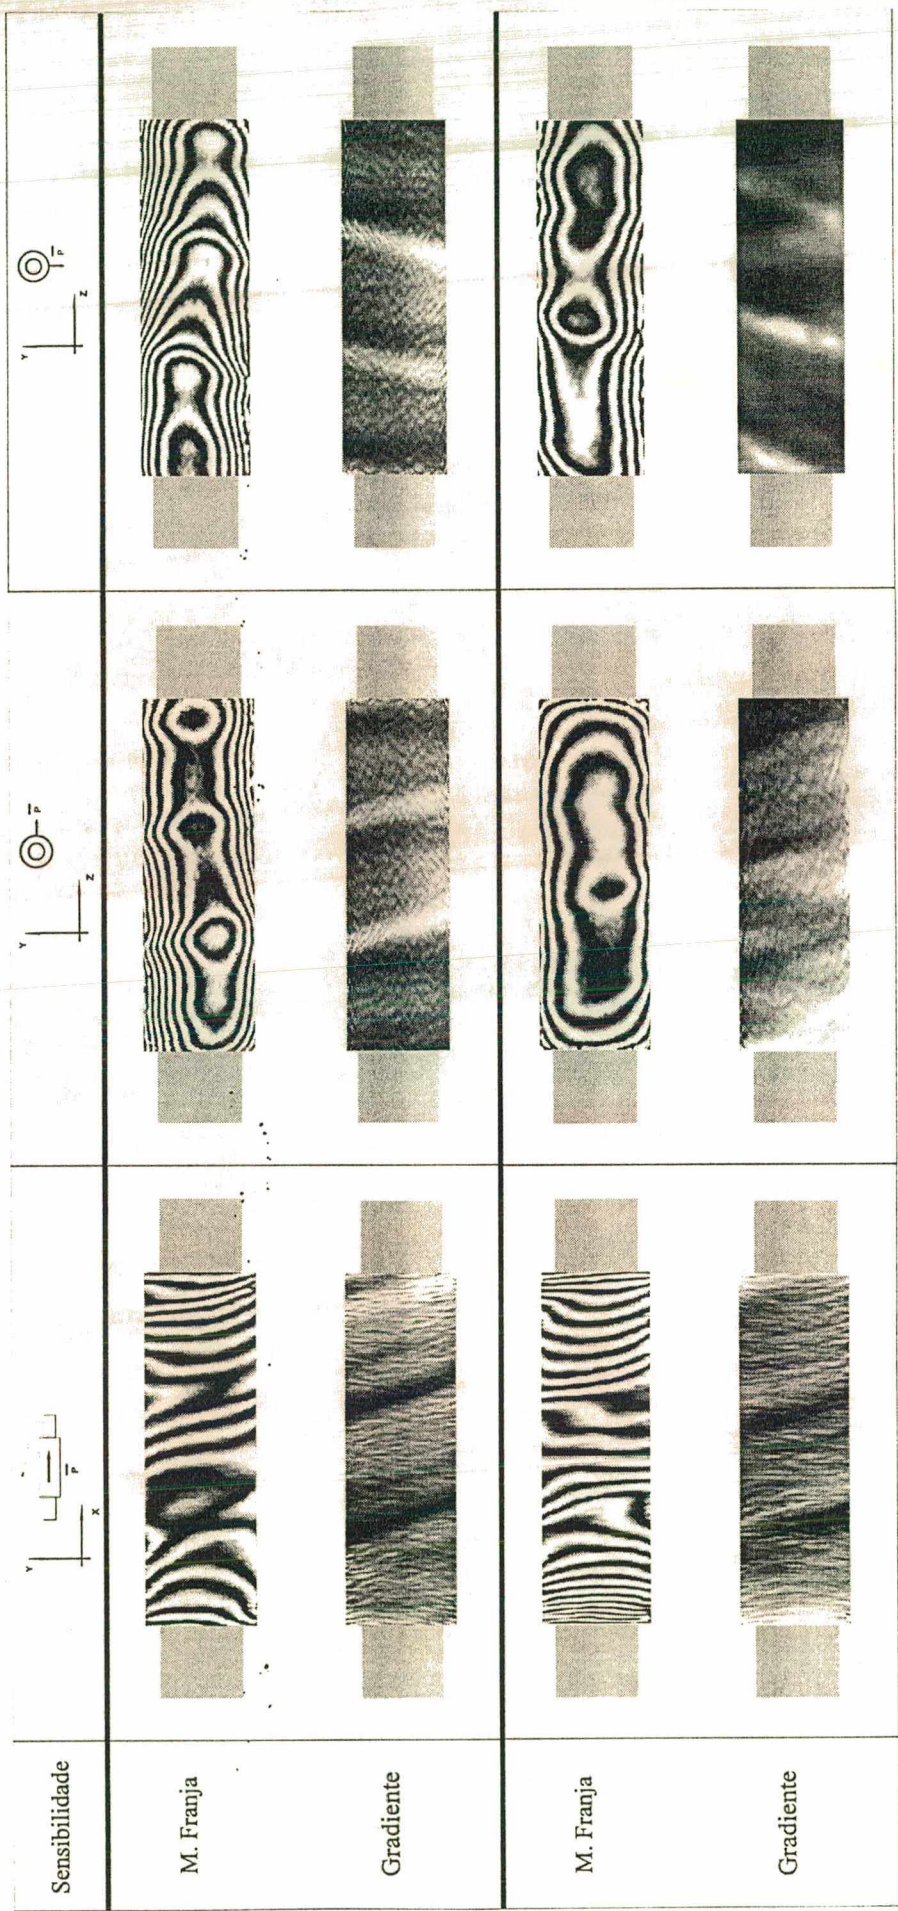 Sensibilidade
Y
X
P
Y
Z
P
Y
Z
P
M. Franja
Gradiente
M. Franja
Gradiente